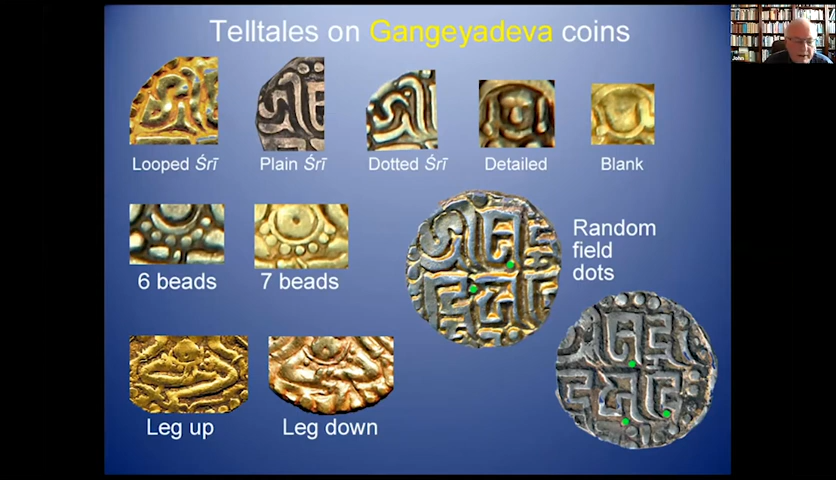 Telltales on Gangeyadeva coins
John
Looped Śrī
Plain Śrī
Dotted Śrī
Detailed
Blank
6 beads
7 beads
Random
field
dots
Leg up
Leg down